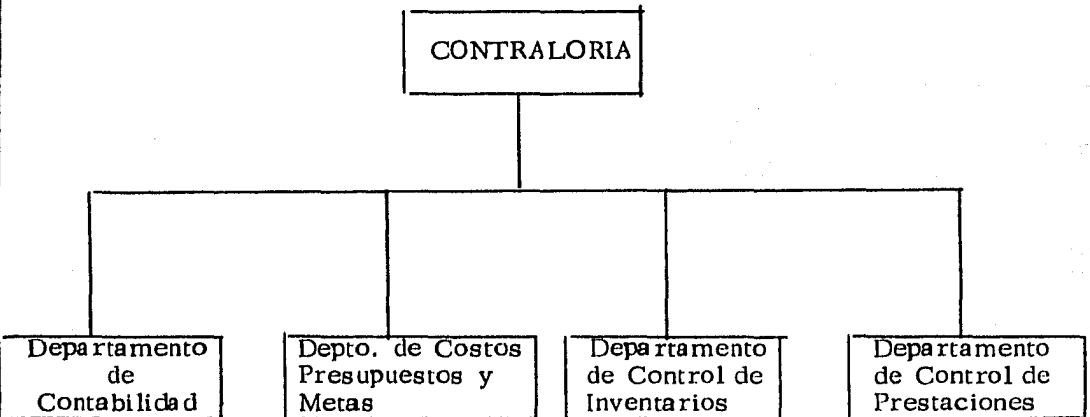 CONTRALORIA
Departamento
de
Contabilidad
Depto. de Costos
Presupuestos y
Metas
Departamento
de Control de
Inventarios
Departamento
de Control de
Prestaciones